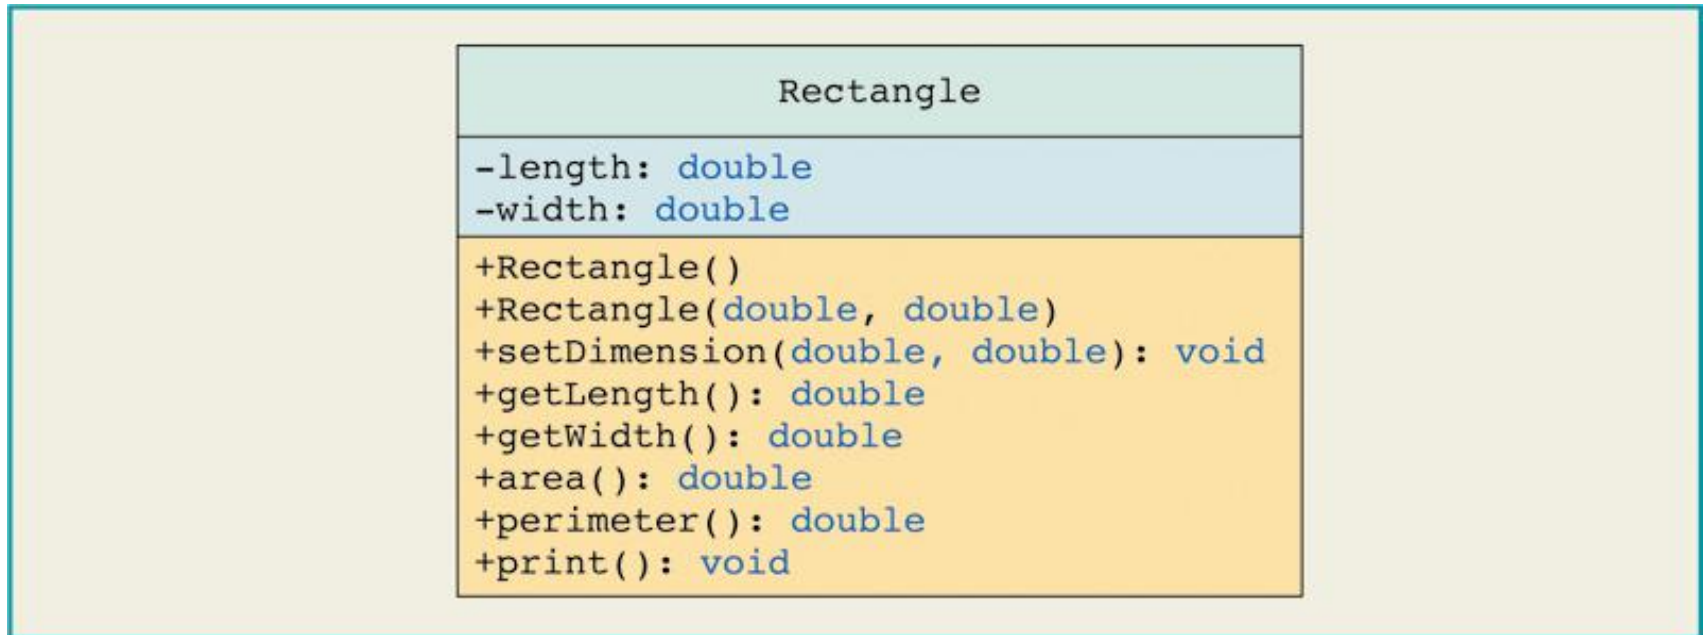 Rectangle
-length: double
-width: double
+Rectangle()
+Rectangle(double, double)
+setDimension(double, double): void
+getLength(): double
+getWidth(): double
+area(): double
+perimeter(): double
+print(): void